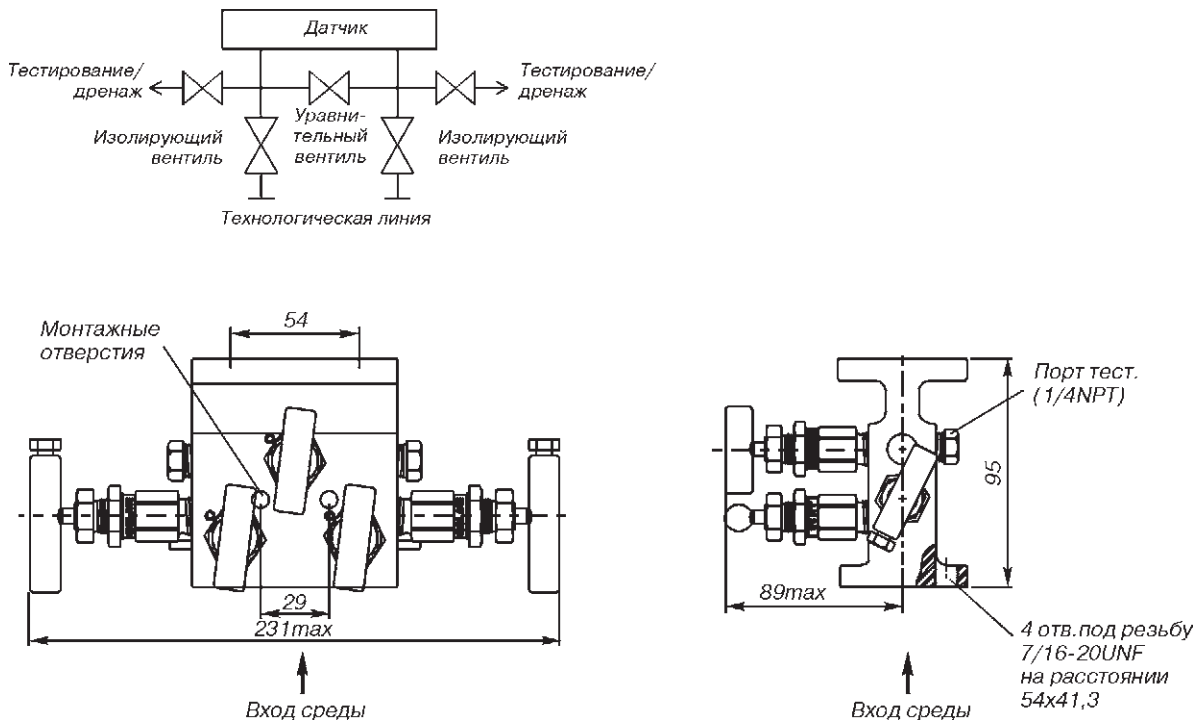 Датчик
Тестирование/
дренаж
Тестирование/
дренаж
Изолирующий
вентиль
Уравни-
тельный
вентиль
Изолирующий
вентиль
Технологическая линия
Монтажные
отверстия
54
29
231max
Вход среды
Порт тест.
(1/4NPT)
95
89max
4 отв.под резьбу
7/16-20UNF
на расстоянии
54x41,3
Вход среды